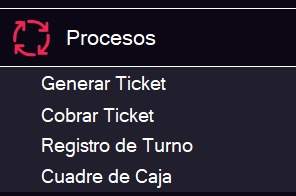 Procesos
Generar Ticket
Cobrar Ticket
Registro de Turno
Cuadre de Caja